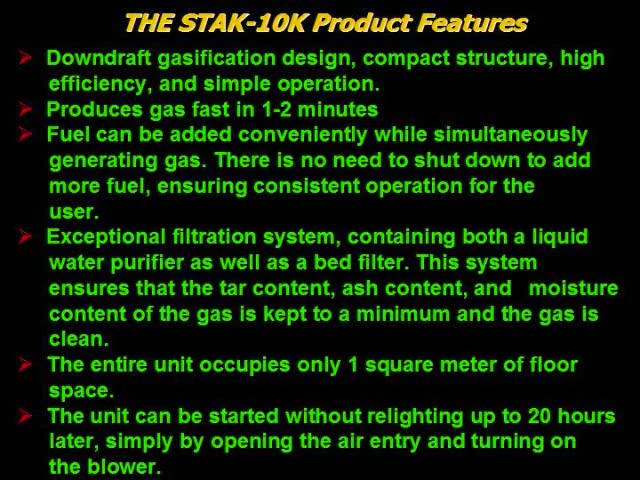 THE STAK-10K Product Features
➢ Downdraft gasification design, compact structure, high
efficiency, and simple operation.
➢ Produces gas fast in 1-2 minutes
➢ Fuel can be added conveniently while simultaneously
generating gas. There is no need to shut down to add
more fuel, ensuring consistent operation for the
user.
➢ Exceptional filtration system, containing both a liquid
water purifier as well as a bed filter. This system
ensures that the tar content, ash content, and moisture
content of the gas is kept to a minimum and the gas is
clean.
➢ The entire unit occupies only 1 square meter of floor
space.
➢ The unit can be started without relighting up to 20 hours
later, simply by opening the air entry and turning on
the blower.